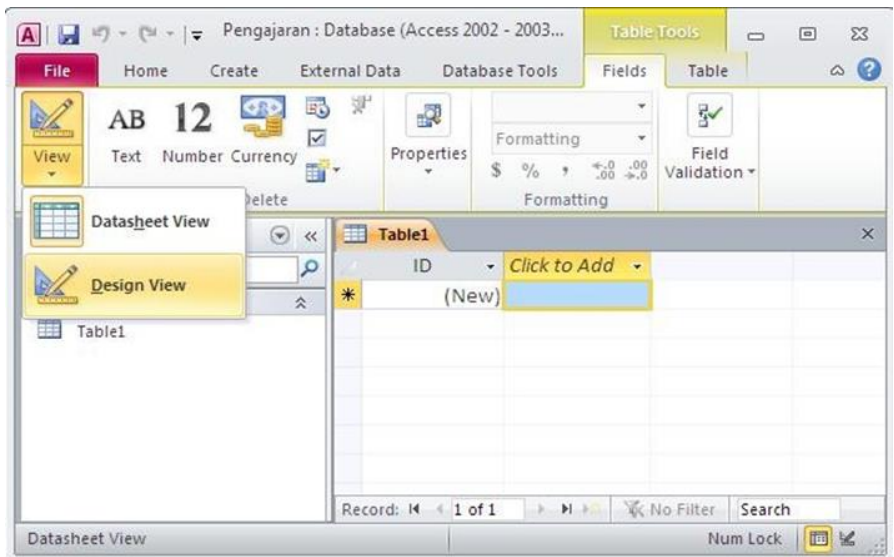 Pengajaran : Database (Access 2002 - 2003...
Table Tools
File Home Create External Data Database Tools Fields Table
AB 12
View Text Number Currency
Properties
Formatting
$ % , .00 .00
Field
Validation
Delete Formatting
Datasheet View
Design View
Table1
Table1
ID Click to Add
* (New)
Record: 1 of 1 No Filter Search
Datasheet View Num Lock